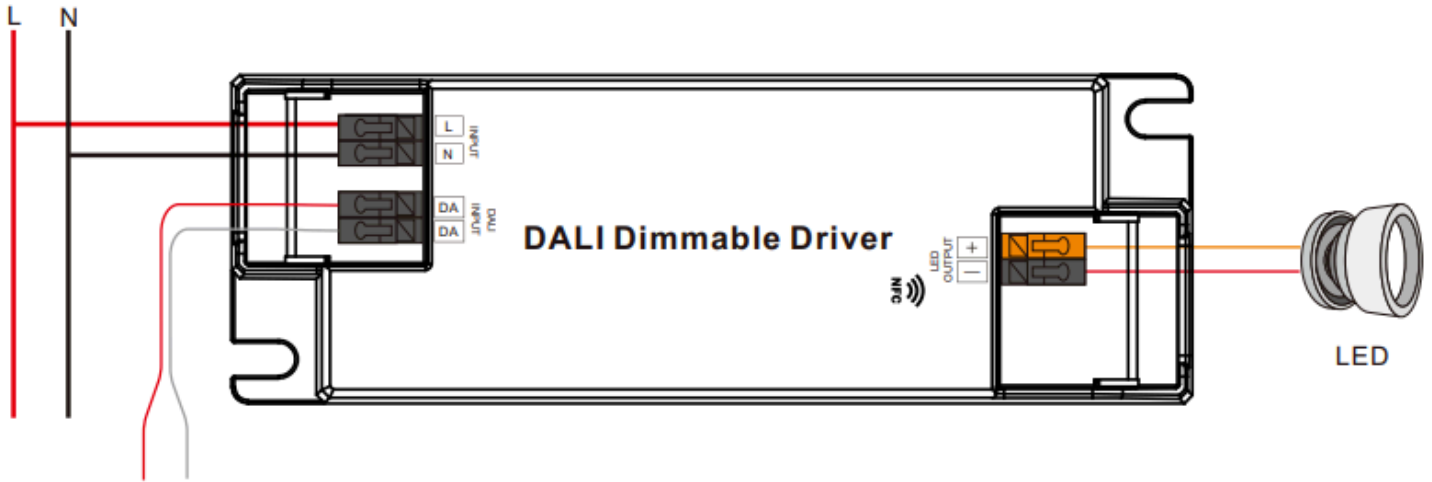 L N
L
N
INPUT
DA
DA
DALI
INPUT
DALI Dimmable Driver
NFC
LED
OUTPUT
+
—
LED